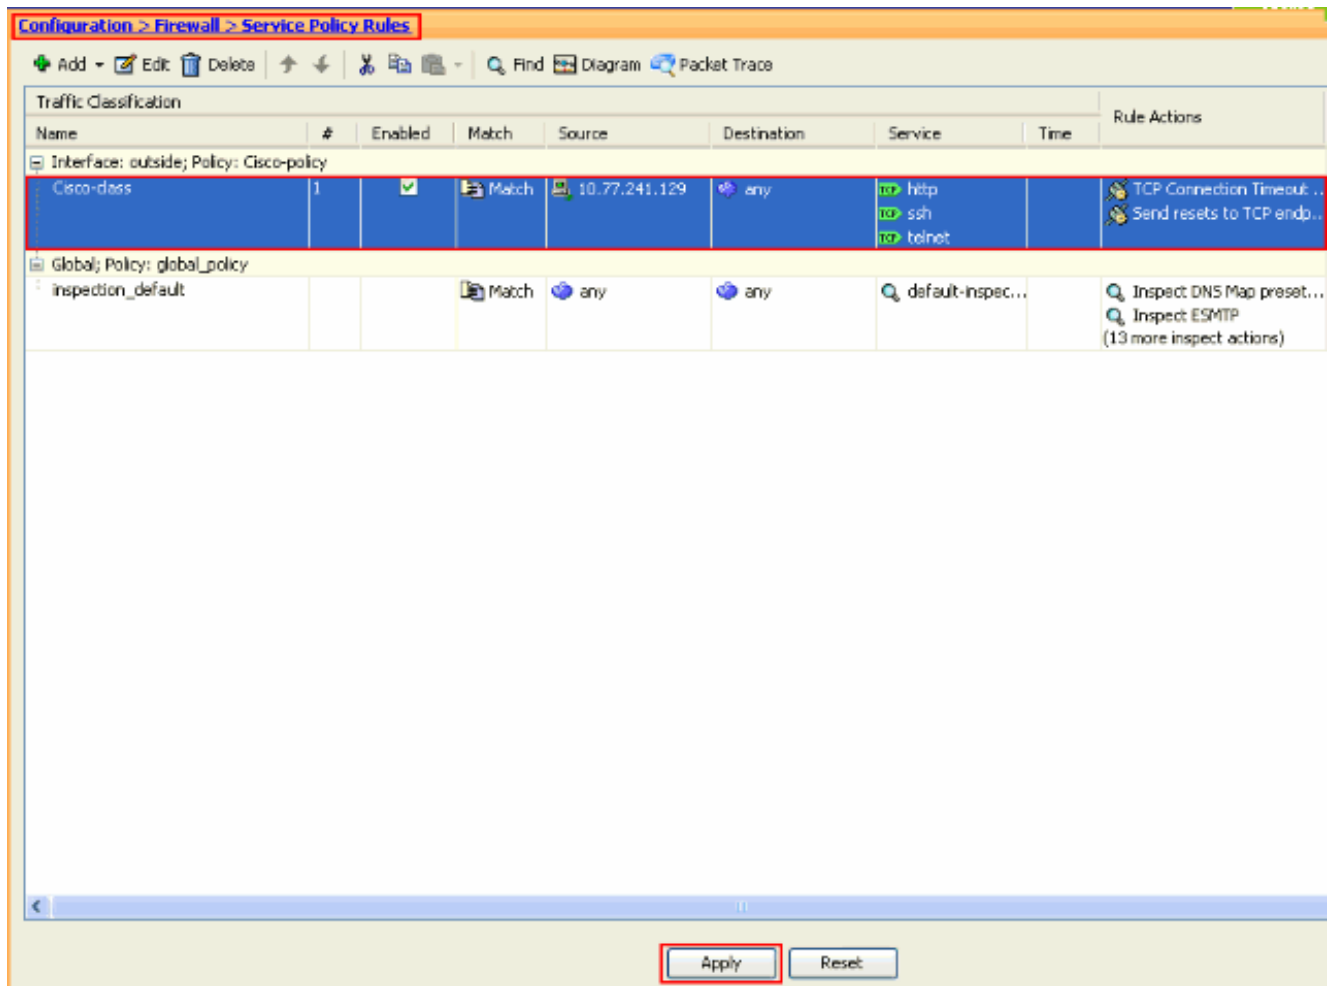 Configuration > Firewall > Service Policy Rules
Add Edit Delete Find Diagram Packet Trace
Traffic Classification
Rule Actions
Name # Enabled Match Source Destination Service Time
Interface: outside; Policy: Cisco-policy
Cisco-class 1 Match 10.77.241.129 any TCP http TCP Connection Timeout ..
TCP ssh Send resets to TCP endp..
TCP telnet
Global; Policy: global_policy
inspection_default Match any any default-inspec... Inspect DNS Map preset...
Inspect ESMTP
(13 more inspect actions)
Apply Reset